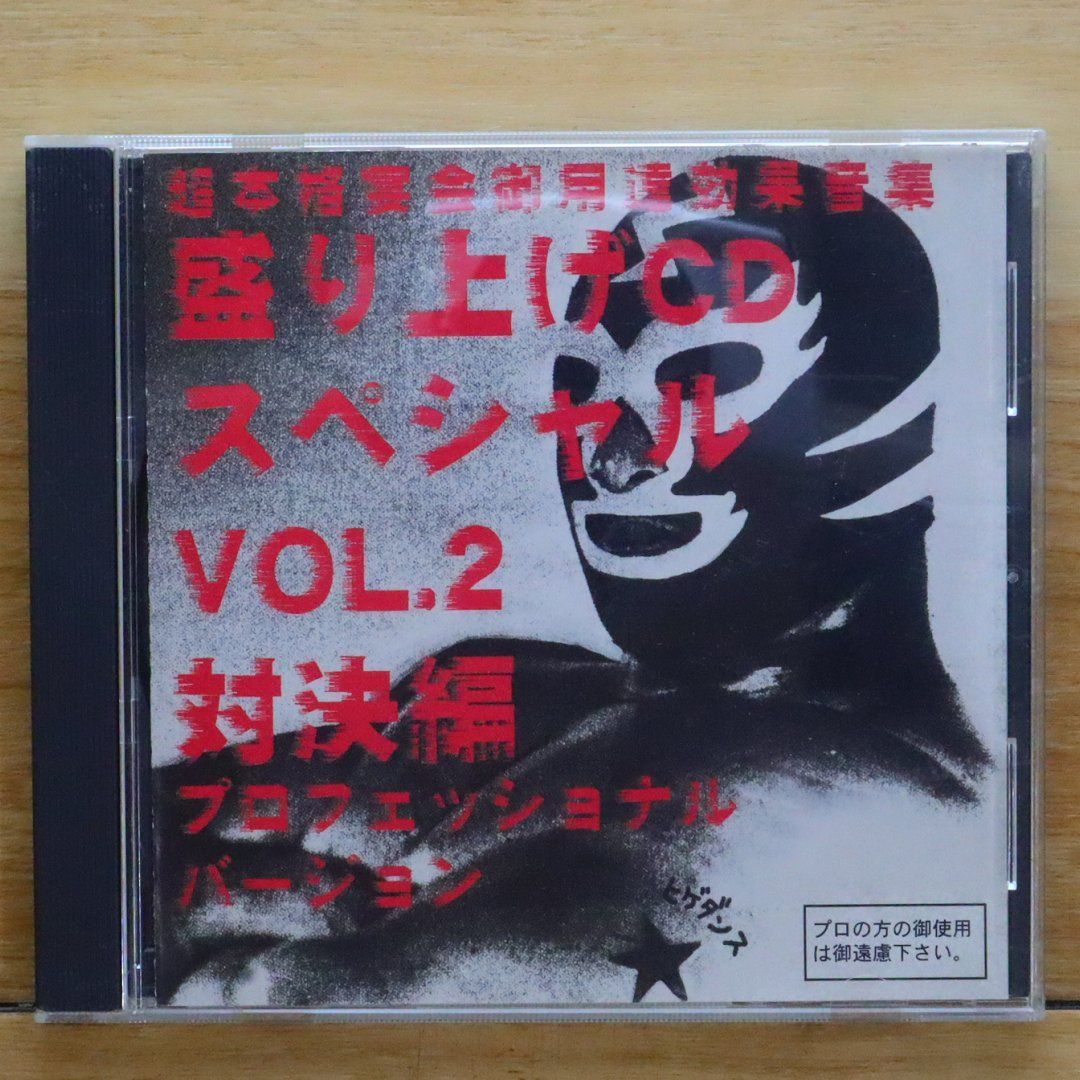 超本格宴会御用達効果音集
盛り上げCD
スペシャル
VOL.2
対決編
プロフェッショナル
バージョン
ヒゲダンス
プロの方の御使用
は御遠慮下さい。